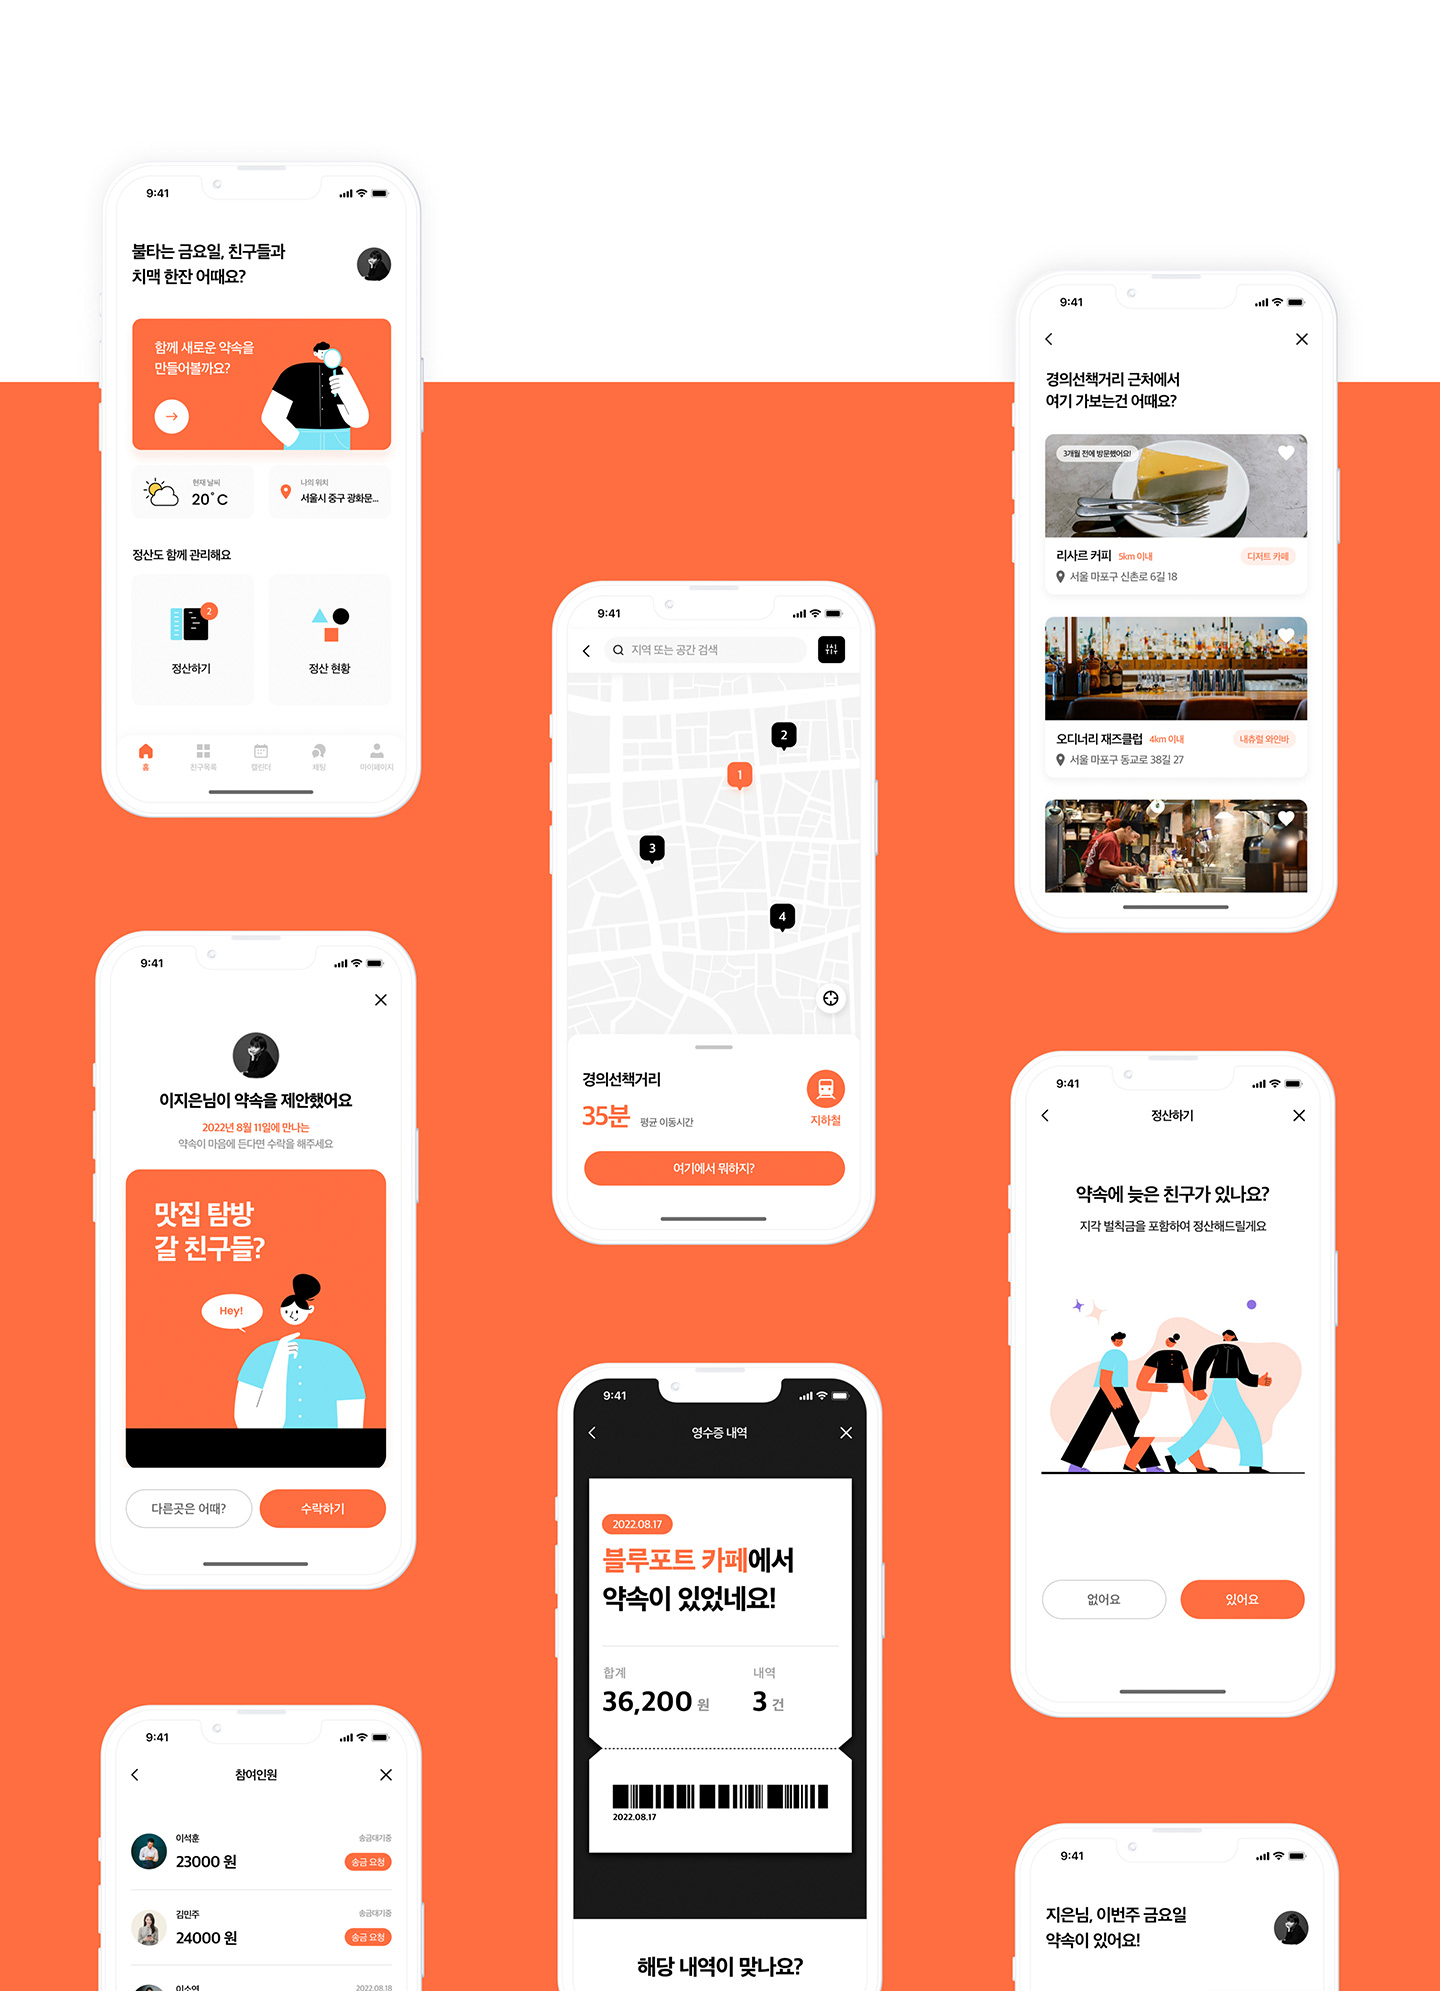 9:41
불타는 금요일, 친구들과
치맥 한잔 어때요?
함께 새로운 약속을
만들어볼까요?
현재 날씨
20°C
나의 위치
서울시 중구 광화문...
정산도 함께 관리해요
2
정산하기
정산 현황
홈
친구목록
캘린더
채팅
마이페이지
9:41
경의선책거리 근처에서
여기 가보는건 어때요?
3개월 전에 방문했어요!
리사르 커피 5km 이내
디저트 카페
서울 마포구 신촌로 6길 18
오디너리 재즈클럽 4km 이내
내츄럴 와인바
서울 마포구 동교로 38길 27
9:41
지역 또는 공간 검색
2
1
3
4
경의선책거리
35분 평균 이동시간
지하철
여기에서 뭐하지?
9:41
이지은님이 약속을 제안했어요
2022년 8월 11일에 만나는
약속이 마음에 든다면 수락을 해주세요
맛집 탐방
갈 친구들?
Hey!
다른곳은 어때?
수락하기
9:41
정산하기
약속에 늦은 친구가 있나요?
지각 벌칙금을 포함하여 정산해드릴게요
없어요
있어요
9:41
영수증 내역
2022.08.17
블루포트 카페에서
약속이 있었네요!
합계
36,200 원
내역
3 건
2022.08.17
해당 내역이 맞나요?
9:41
참여인원
이석훈
송금대기중
23000 원
송금 요청
김민주
송금대기중
24000 원
송금 요청
이소연
2022.08.18
9:41
지은님, 이번주 금요일
약속이 있어요!